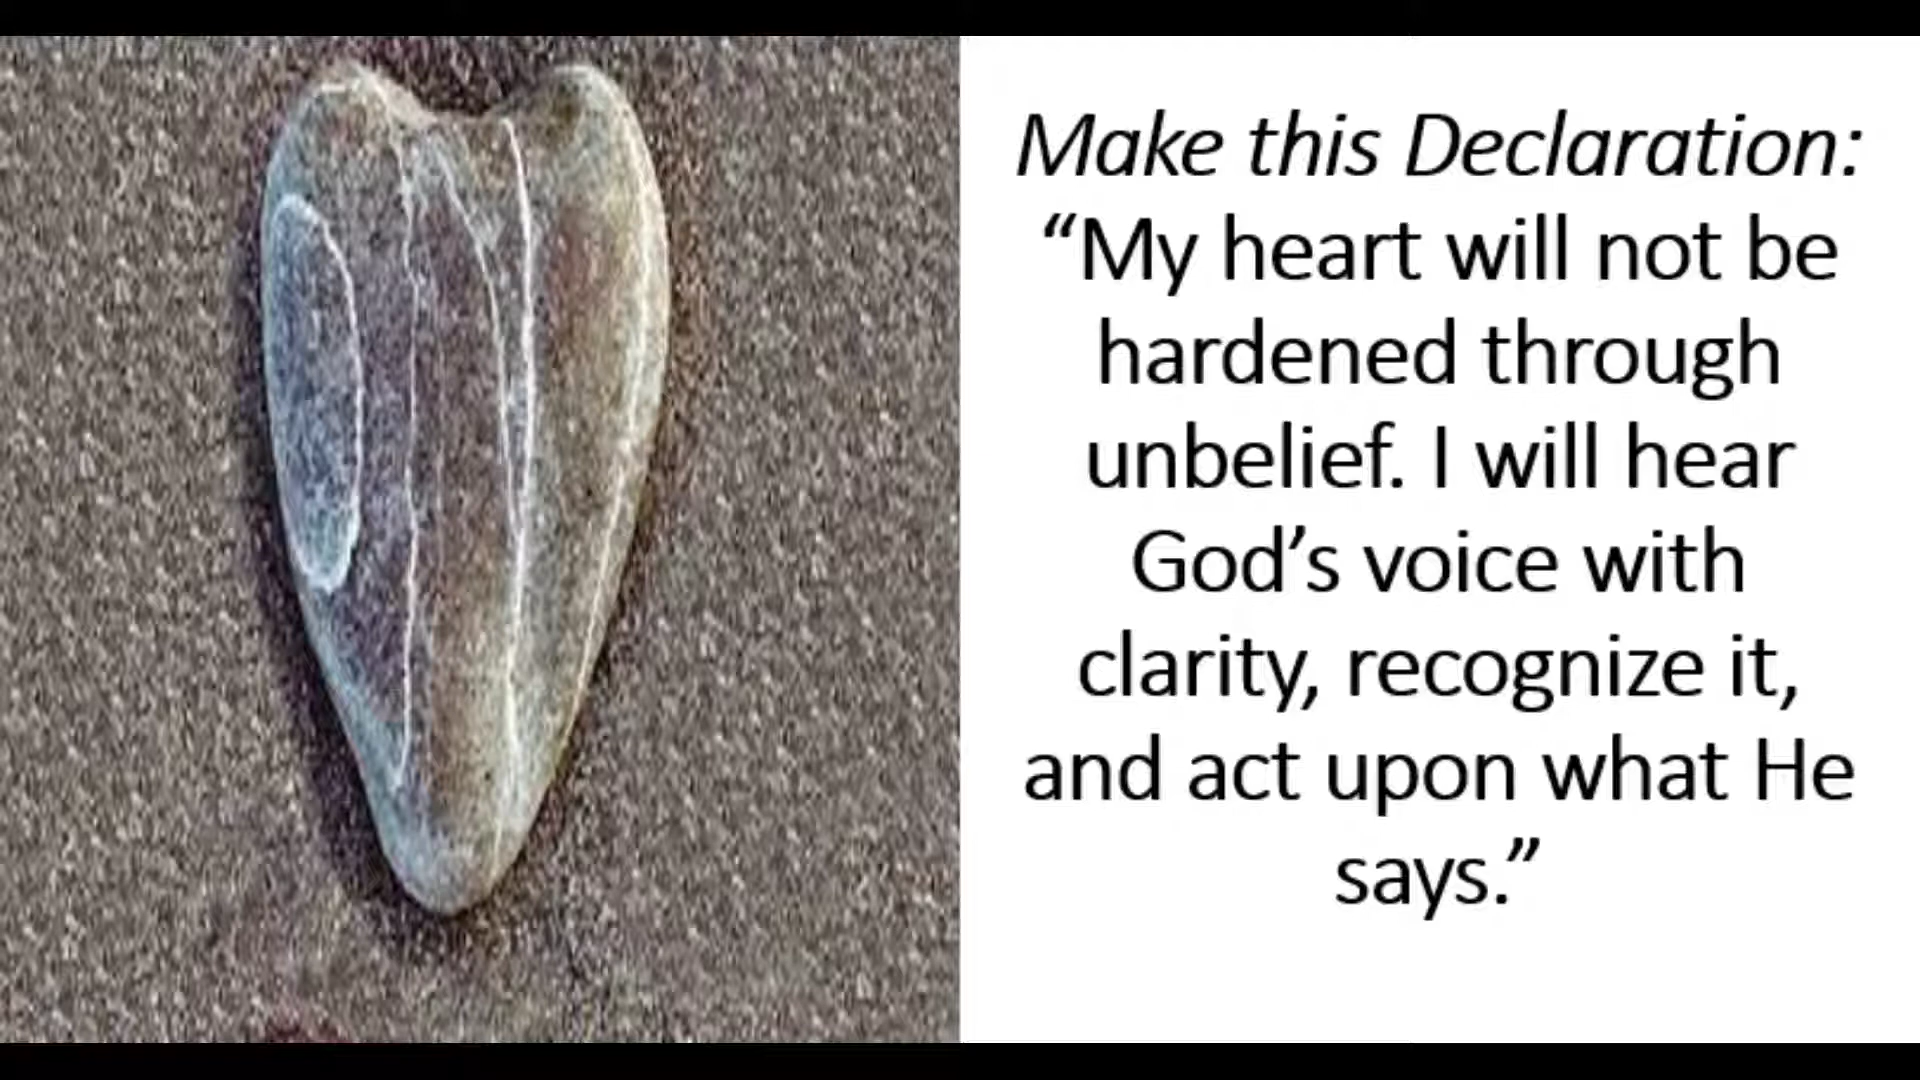 Make this Declaration:
“My heart will not be
hardened through
unbelief. I will hear
God’s voice with
clarity, recognize it,
and act upon what He
says.”